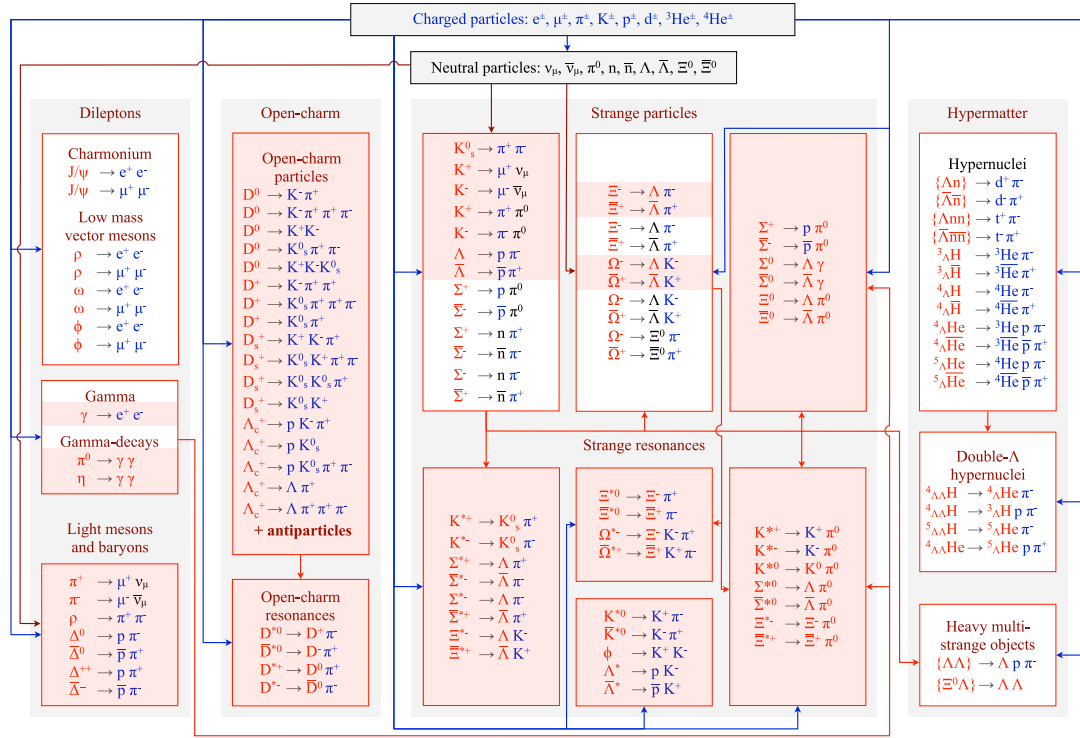 Charged particles: e±, μ±, π±, K±, p±, d±, ³He±, ⁴He±
Neutral particles: νμ, ν̅μ, π⁰, n, n̅, Λ, Λ̅, Ξ⁰, Ξ̅⁰
Dileptons
Charmonium
J/ψ → e⁺ e⁻
J/ψ → μ⁺ μ⁻
Low mass
vector mesons
ρ → e⁺ e⁻
ρ → μ⁺ μ⁻
ω → e⁺ e⁻
ω → μ⁺ μ⁻
ϕ → e⁺ e⁻
ϕ → μ⁺ μ⁻
Gamma
γ → e⁺ e⁻
Gamma-decays
π⁰ → γ γ
η → γ γ
Light mesons
and baryons
π⁺ → μ⁺ νμ
π⁻ → μ⁻ ν̅μ
ρ → π⁺ π⁻
Δ⁰ → p π⁻
Δ̅⁰ → p̅ π⁺
Δ⁺⁺ → p π⁺
Δ̅⁻ → p̅ π⁻
Open-charm
Open-charm
particles
D⁰ → K⁻ π⁺
D⁰ → K⁻ π⁺ π⁺ π⁻
D⁰ → K⁺ K⁻
D⁰ → K⁰s π⁺ π⁻
D⁰ → K⁺ K⁻ K⁰s
D⁺ → K⁻ π⁺ π⁺
D⁺ → K⁰s π⁺ π⁺ π⁻
D⁺ → K⁰s π⁺
Ds⁺ → K⁺ K⁻ π⁺
Ds⁺ → K⁰s K⁺ π⁺ π⁻
Ds⁺ → K⁰s K⁰s π⁺
Ds⁺ → K⁰s K⁺
Λc⁺ → p K⁻ π⁺
Λc⁺ → p K⁰s
Λc⁺ → p K⁰s π⁺ π⁻
Λc⁺ → Λ π⁺
Λc⁺ → Λ π⁺ π⁺ π⁻
+ antiparticles
Open-charm
resonances
D*⁰ → D⁺ π⁻
D̅*⁰ → D⁻ π⁺
D*⁺ → D⁰ π⁺
D*⁻ → D̅⁰ π⁻
Strange particles
K⁰s → π⁺ π⁻
K⁺ → μ⁺ νμ
K⁻ → μ⁻ ν̅μ
K⁺ → π⁺ π⁰
K⁻ → π⁻ π⁰
Λ → p π⁻
Λ̅ → p̅ π⁺
Σ⁺ → p π⁰
Σ̅⁻ → p̅ π⁰
Σ⁺ → n π⁺
Σ̅⁻ → n̅ π⁻
Σ⁻ → n π⁻
Σ̅⁺ → n̅ π⁺
Ξ⁻ → Λ π⁻
Ξ̅⁺ → Λ̅ π⁺
Ξ⁻ → Λ π⁻
Ξ̅⁺ → Λ̅ π⁺
Ω⁻ → Λ K⁻
Ω̅⁺ → Λ̅ K⁺
Ω⁻ → Λ K⁻
Ω̅⁺ → Λ̅ K⁺
Ω⁻ → Ξ⁰ π⁻
Ω̅⁺ → Ξ̅⁰ π⁺
Σ⁺ → p π⁰
Σ̅⁻ → p̅ π⁰
Σ⁰ → Λ γ
Σ̅⁰ → Λ̅ γ
Ξ⁰ → Λ π⁰
Ξ̅⁰ → Λ̅ π⁰
Strange resonances
K*⁺ → K⁰s π⁺
K*⁻ → K⁰s π⁻
Σ*⁺ → Λ π⁺
Σ̅*⁻ → Λ̅ π⁻
Σ*⁻ → Λ π⁻
Σ̅*⁺ → Λ̅ π⁺
Ξ*⁻ → Λ K⁻
Ξ̅*⁺ → Λ̅ K⁺
Ξ*⁰ → Ξ⁻ π⁺
Ξ̅*⁰ → Ξ̅⁺ π⁻
Ω*⁻ → Ξ⁻ K⁻ π⁺
Ω̅*⁺ → Ξ̅⁺ K⁺ π⁻
K*⁰ → K⁺ π⁻
K̅*⁰ → K⁻ π⁺
ϕ → K⁺ K⁻
Λ* → p K⁻
Λ̅* → p̅ K⁺
K*⁺ → K⁺ π⁰
K*⁻ → K⁻ π⁰
K*⁰ → K⁰ π⁰
Σ*⁰ → Λ π⁰
Σ̅*⁰ → Λ̅ π⁰
Ξ*⁻ → Ξ⁻ π⁰
Ξ̅*⁺ → Ξ̅⁺ π⁰
Hypermatter
Hypernuclei
{Λn} → d⁺ π⁻
{Λ̅n̅} → d⁻ π⁺
{Λnn} → t⁺ π⁻
{Λ̅n̅n̅} → t⁻ π⁺
³ΛH → ³He π⁻
³ΛH̅ → ³H̅e̅ π⁺
⁴ΛH → ⁴He π⁻
⁴ΛH̅ → ⁴H̅e̅ π⁺
⁴ΛHe → ³He p π⁻
⁴ΛH̅e̅ → ³H̅e̅ p̅ π⁺
⁵ΛHe → ⁴He p π⁻
⁵ΛH̅e̅ → ⁴H̅e̅ p̅ π⁺
Double-Λ
hypernuclei
⁴ΛΛH → ⁴ΛHe π⁻
⁴ΛΛH → ³ΛH p π⁻
⁵ΛΛH → ⁵ΛHe π⁻
⁴ΛΛHe → ⁵ΛHe p π⁺
Heavy multi-
strange objects
{ΛΛ} → Λ p π⁻
{Ξ⁰Λ} → Λ Λ